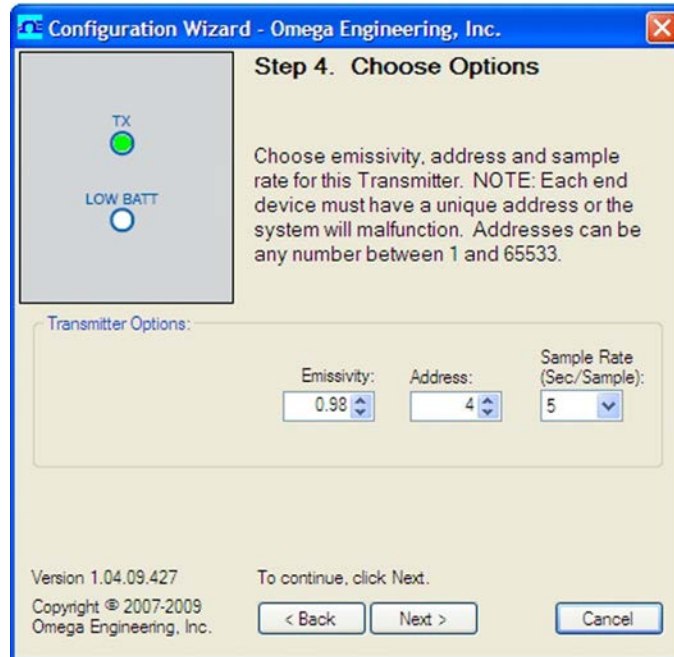 Configuration Wizard - Omega Engineering, Inc.
TX
LOW BATT
Step 4. Choose Options
Choose emissivity, address and sample
rate for this Transmitter. NOTE: Each end
device must have a unique address or the
system will malfunction. Addresses can be
any number between 1 and 65533.
Transmitter Options:
Emissivity:
0.98
Address:
4
Sample Rate
(Sec/Sample):
5
Version 1.04.09.427
Copyright © 2007-2009
Omega Engineering, Inc.
To continue, click Next.
< Back
Next >
Cancel